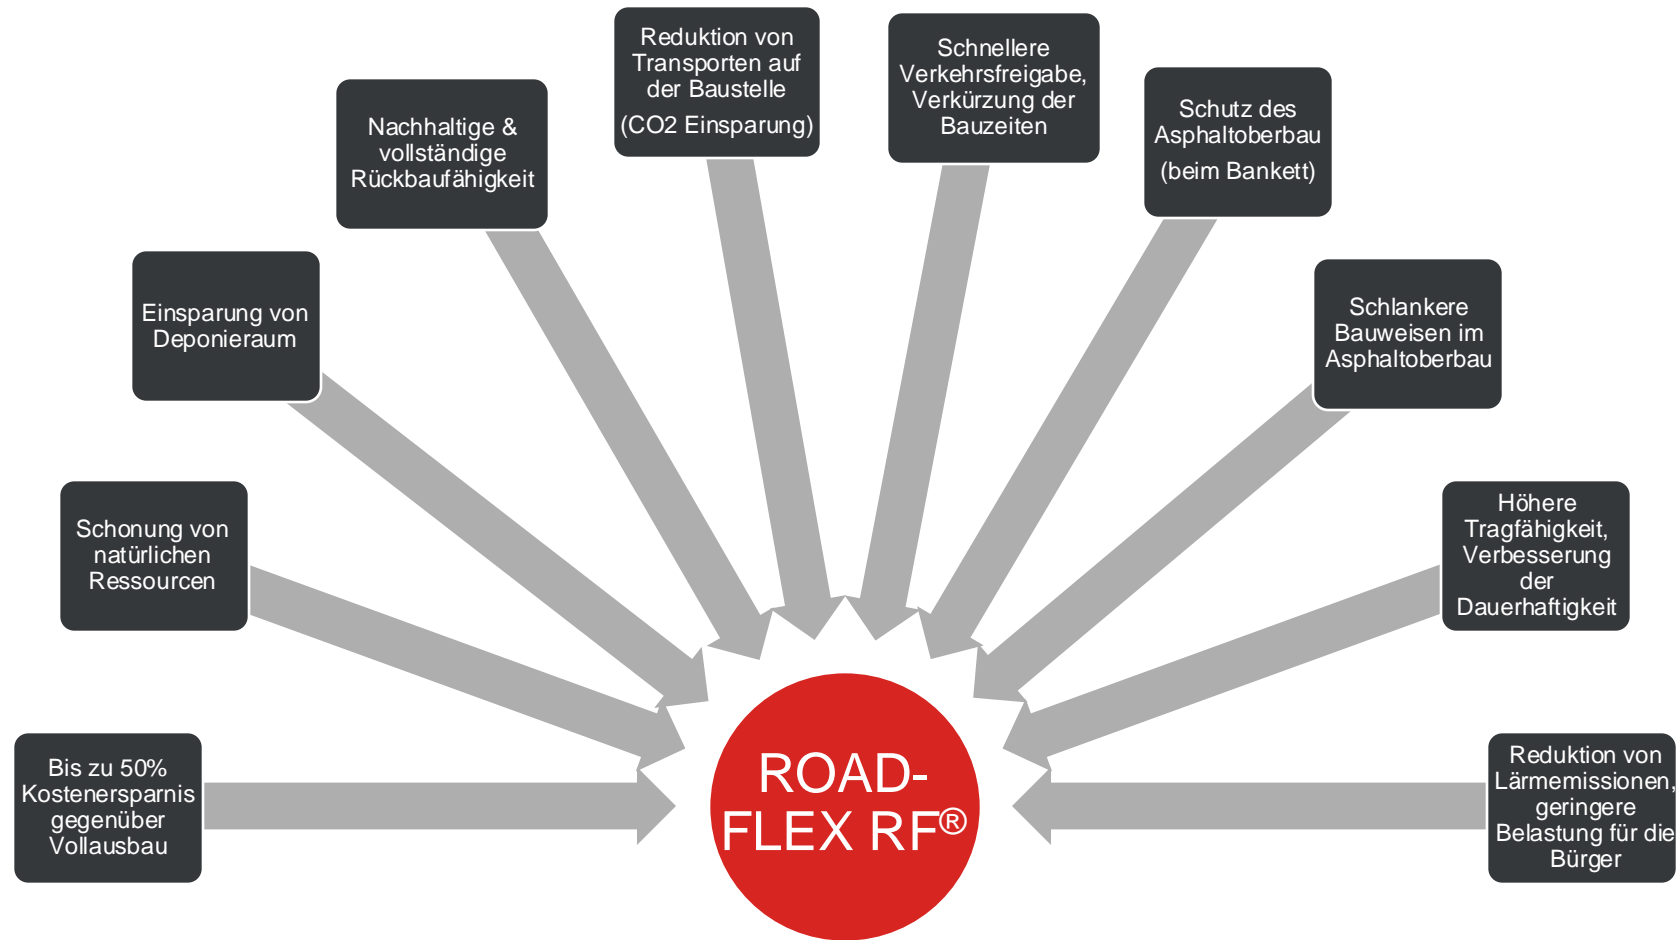 Bis zu 50%
Kostenersparnis
gegenüber
Vollausbau
Schonung von
natürlichen
Ressourcen
Einsparung von
Deponieraum
Nachhaltige &
vollständige
Rückbaufähigkeit
Reduktion von
Transporten auf
der Baustelle
(CO2 Einsparung)
Schnellere
Verkehrsfreigabe,
Verkürzung der
Bauzeiten
Schutz des
Asphaltoberbau
(beim Bankett)
Schlankere
Bauweisen im
Asphaltoberbau
Höhere
Tragfähigkeit,
Verbesserung
der
Dauerhaftigkeit
Reduktion von
Lärmemissionen,
geringere
Belastung für die
Bürger
ROAD-
FLEX RF®